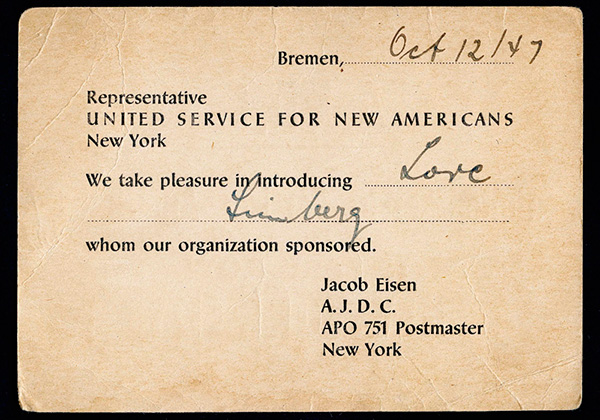 Bremen, Oct 12/47
Representative
UNITED SERVICE FOR NEW AMERICANS
New York
We take pleasure in introducing Lore
Limberg
whom our organization sponsored.
Jacob Eisen
A. J. D. C.
APO 751 Postmaster
New York